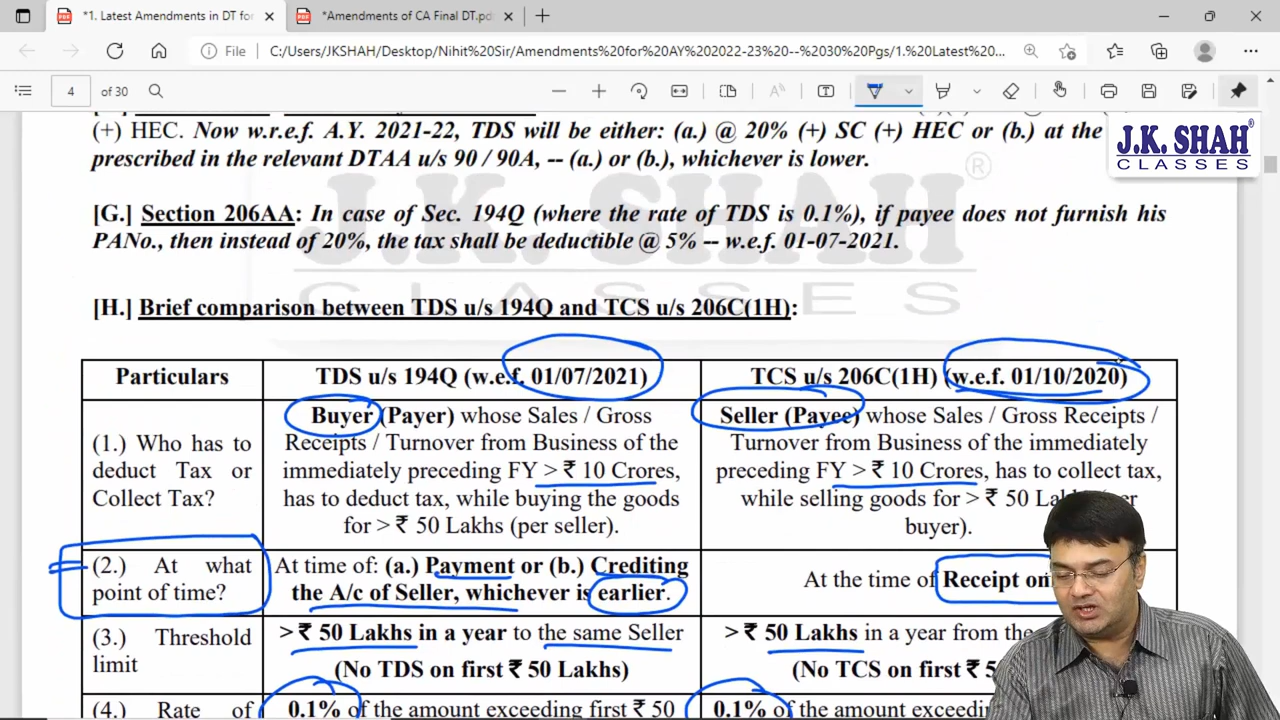 *1. Latest Amendments in DT for
*Amendments of CA Final DT.pd
File
C:/Users/JKSHAH/Desktop/Nihit%20Sir/Amendments%20for%20AY%202022-23%20--%2030%20Pgs/1.%20Latest%20...
4 of 30
(+) HEC. Now w.r.ef. A.Y. 2021-22, TDS will be either: (a.) @ 20% (+) SC (+) HEC or (b.) at the
prescribed in the relevant DTAA u/s 90 / 90A, -- (a.) or (b.), whichever is lower.
J.K. SHAH®
CLASSES
J.K. SHAH®
CLASSES
[G.] Section 206AA: In case of Sec. 194Q (where the rate of TDS is 0.1%), if payee does not furnish his
PANo., then instead of 20%, the tax shall be deductible @ 5% -- w.e.f. 01-07-2021.
[H.] Brief comparison between TDS u/s 194Q and TCS u/s 206C(1H):
Particulars
TDS u/s 194Q (w.e.f. 01/07/2021)
TCS u/s 206C(1H) (w.e.f. 01/10/2020)
(1.) Who has to
deduct Tax or
Collect Tax?
Buyer (Payer) whose Sales / Gross
Receipts / Turnover from Business of the
immediately preceding FY > ₹ 10 Crores,
has to deduct tax, while buying the goods
for > ₹ 50 Lakhs (per seller).
Seller (Payee) whose Sales / Gross Receipts /
Turnover from Business of the immediately
preceding FY > ₹ 10 Crores, has to collect tax,
while selling goods for > ₹ 50
buyer).
(2.) At what
point of time?
At time of: (a.) Payment or (b.) Crediting
the A/c of Seller, whichever is earlier.
At the time of Receipt
(3.) Threshold
limit
> ₹ 50 Lakhs in a year to the same Seller
(No TDS on first ₹ 50 Lakhs)
> ₹ 50 Lakhs in a year from the
(No TCS on first ₹
(4.) Rate of
0.1% of the amount exceeding first ₹ 50
0.1% of the amount